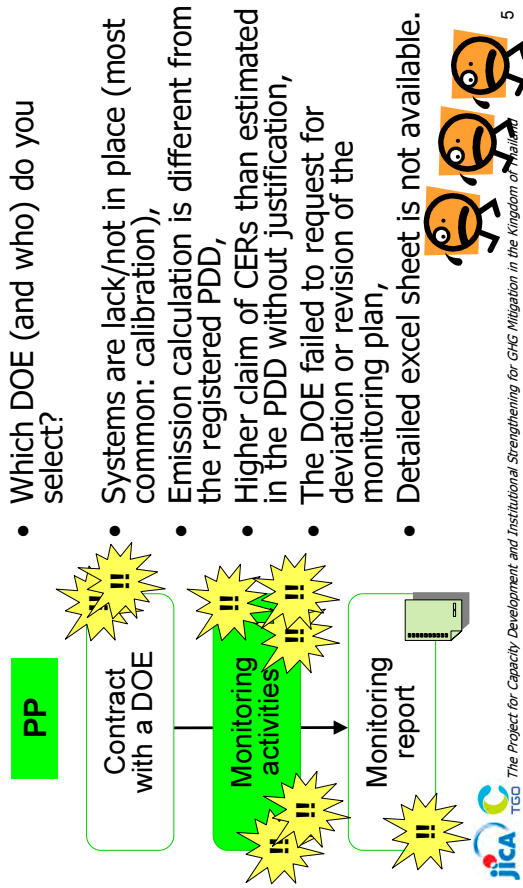 PP
Contract
with a DOE
!!
!!
Monitoring
activities
!!
!!
!!
!!
!!
Monitoring
report
!!
• Which DOE (and who) do you
select?
• Systems are lack/not in place (most
common: calibration),
• Emission calculation is different from
the registered PDD,
• Higher claim of CERs than estimated
in the PDD without justification,
• The DOE failed to request for
deviation or revision of the
monitoring plan,
• Detailed excel sheet is not available.
jica
TGO
The Project for Capacity Development and Institutional Strengthening for GHG Mitigation in the Kingdom of Thailand
5